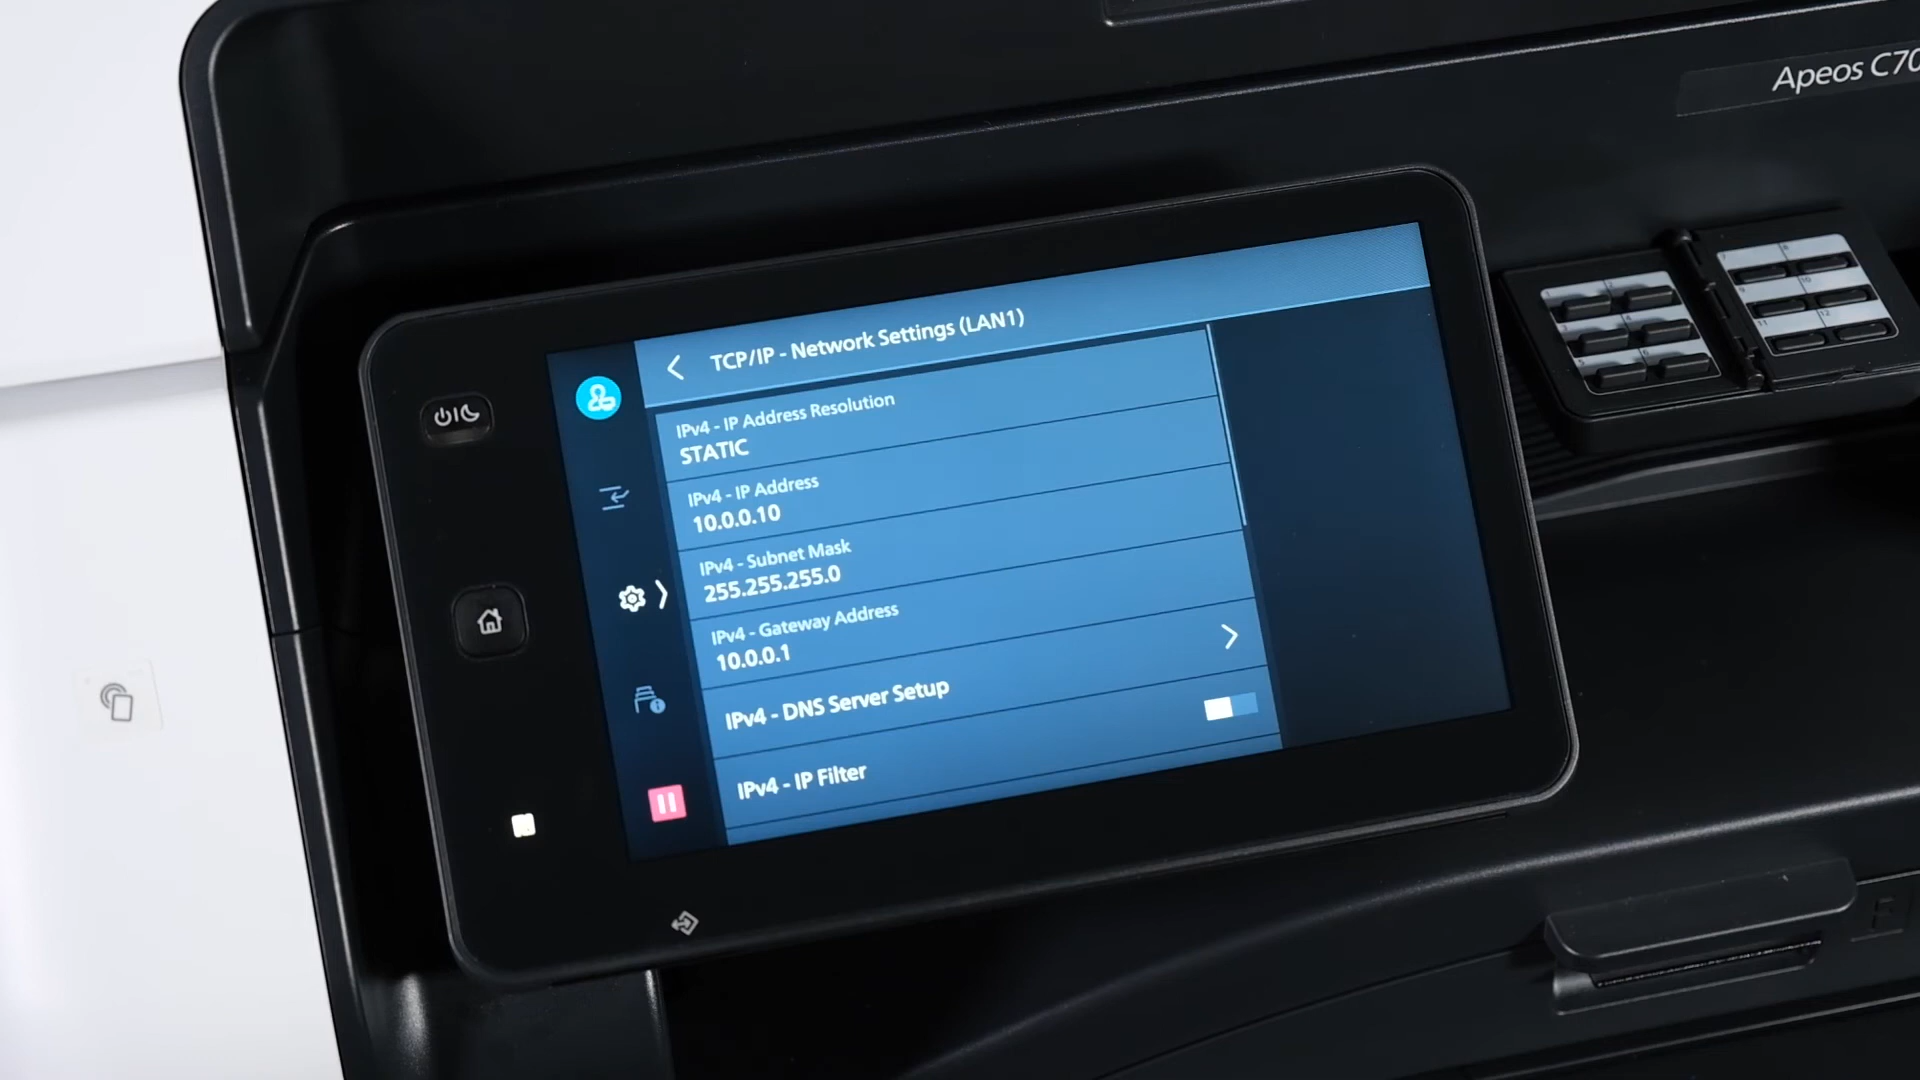 Apeos C70
TCP/IP - Network Settings (LAN1)
IPv4 - IP Address Resolution
STATIC
IPv4 - IP Address
10.0.0.10
IPv4 - Subnet Mask
255.255.255.0
IPv4 - Gateway Address
10.0.0.1
IPv4 - DNS Server Setup
IPv4 - IP Filter